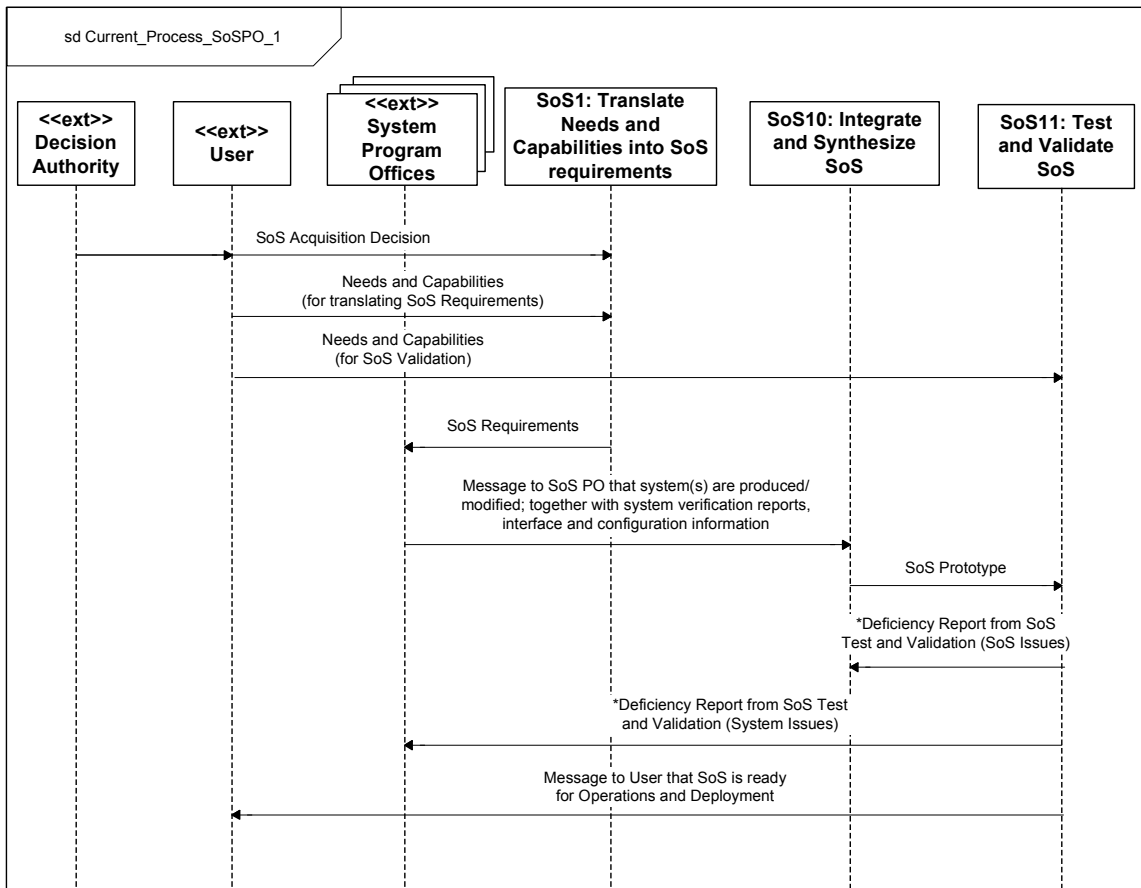 sd Current_Process_SoSPO_1
<<ext>>
Decision
Authority
<<ext>>
User
<<ext>>
System
Program
Offices
SoS1: Translate
Needs and
Capabilities into SoS
requirements
SoS10: Integrate
and Synthesize
SoS
SoS11: Test
and Validate
SoS
SoS Acquisition Decision
Needs and Capabilities
(for translating SoS Requirements)
Needs and Capabilities
(for SoS Validation)
SoS Requirements
Message to SoS PO that system(s) are produced/
modified; together with system verification reports,
interface and configuration information
SoS Prototype
*Deficiency Report from SoS
Test and Validation (SoS Issues)
*Deficiency Report from SoS Test
and Validation (System Issues)
Message to User that SoS is ready
for Operations and Deployment